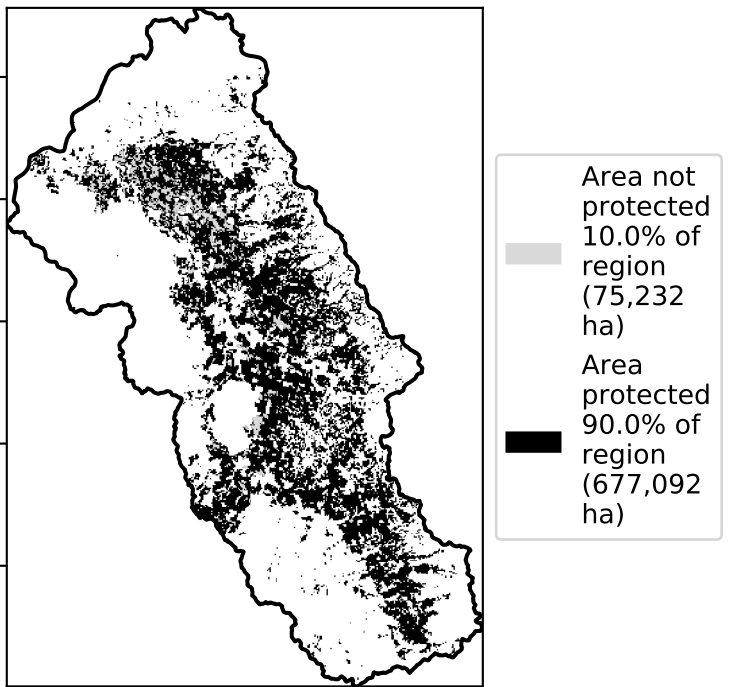 Area not
protected
10.0% of
region
(75,232
ha)
Area
protected
90.0% of
region
(677,092
ha)